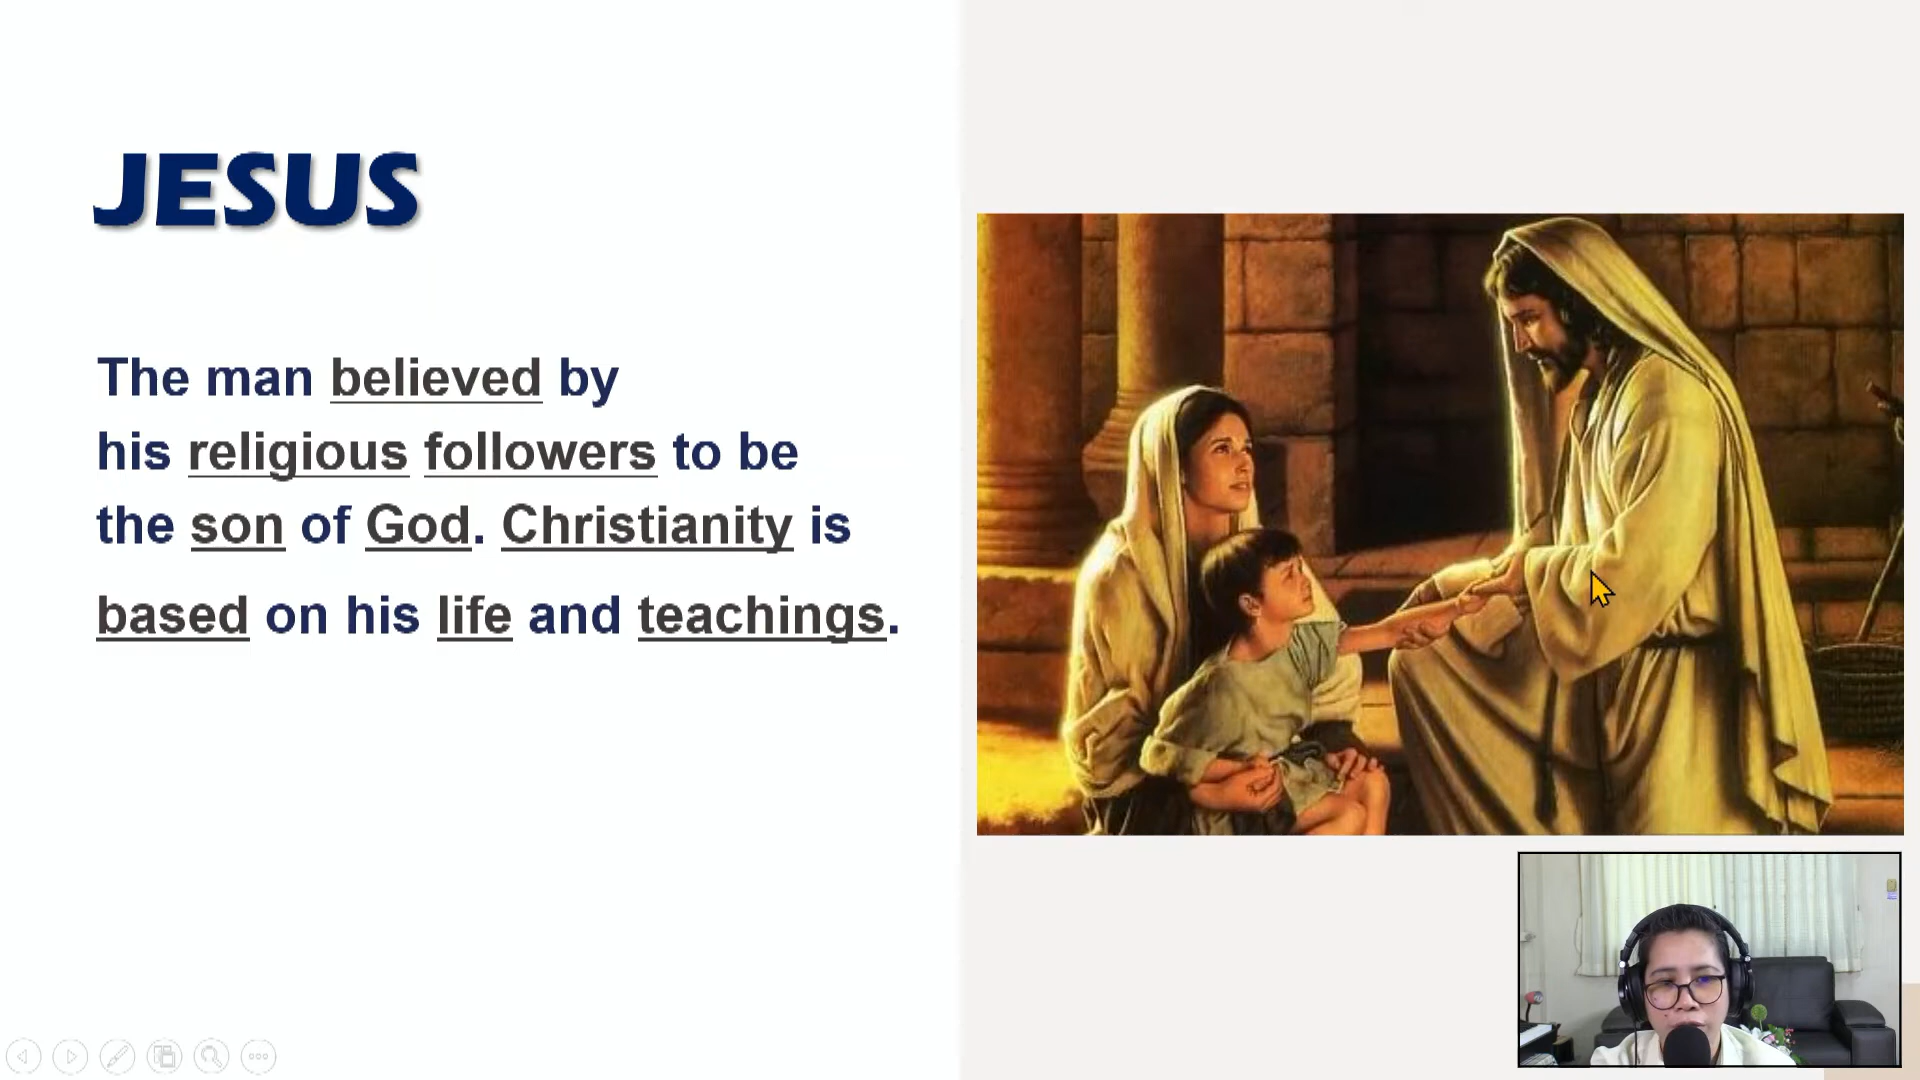 JESUS
The man believed by
his religious followers to be
the son of God. Christianity is
based on his life and teachings.